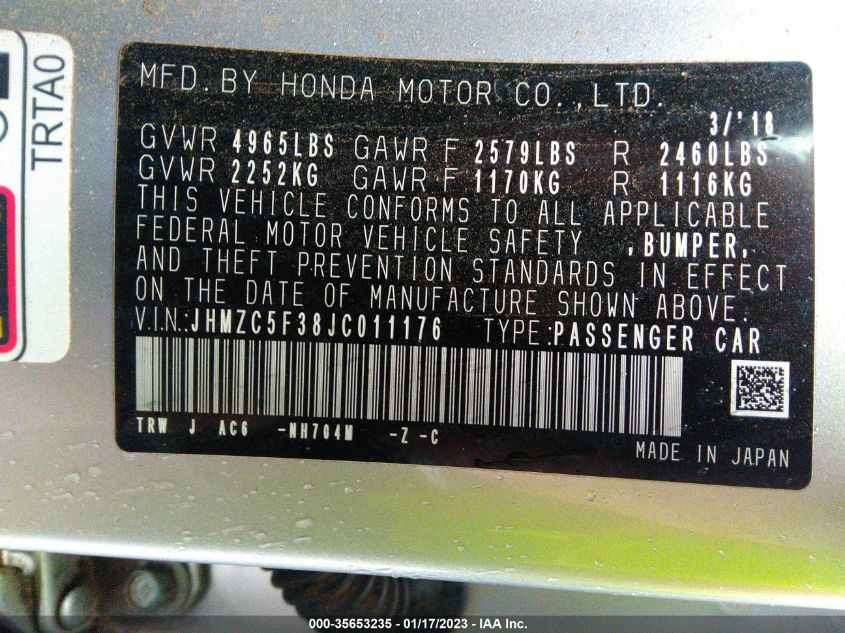 TRTA0
MFD. BY HONDA MOTOR CO., LTD.
3/'18
GVWR 4965LBS GAWR F 2579LBS R 2460LBS
GVWR 2252KG GAWR F 1170KG R 1116KG
THIS VEHICLE CONFORMS TO ALL APPLICABLE
FEDERAL MOTOR VEHICLE SAFETY , BUMPER,
AND THEFT PREVENTION STANDARDS IN EFFECT
ON THE DATE OF MANUFACTURE SHOWN ABOVE.
V.I.N.: JHMZC5F38JC011176 TYPE: PASSENGER CAR
TRW J AC6 -NH704M -Z -C
MADE IN JAPAN
000-35653235 - 01/17/2023 - IAA Inc.